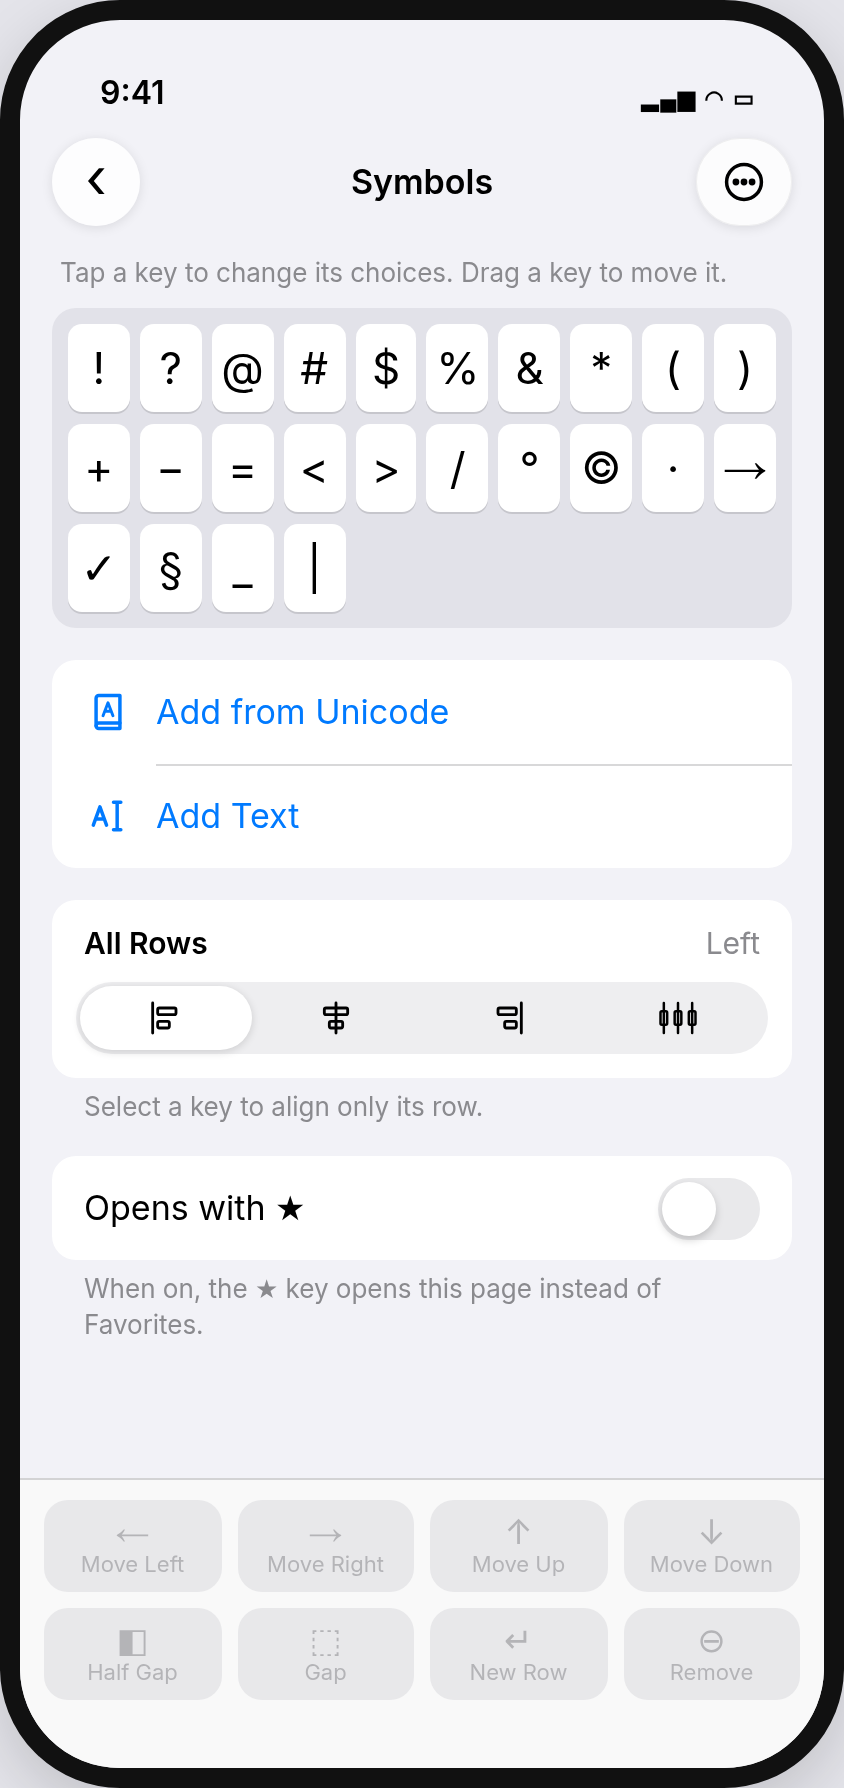 9:41
Symbols
Tap a key to change its choices. Drag a key to move it.
! ? @ # $ % & * ( )
+ − = < > / ° © · →
✓ § _ |
Add from Unicode
Add Text
All Rows Left
Select a key to align only its row.
Opens with ★
When on, the ★ key opens this page instead of
Favorites.
← → ↑ ↓
Move Left Move Right Move Up Move Down
Half Gap Gap New Row Remove